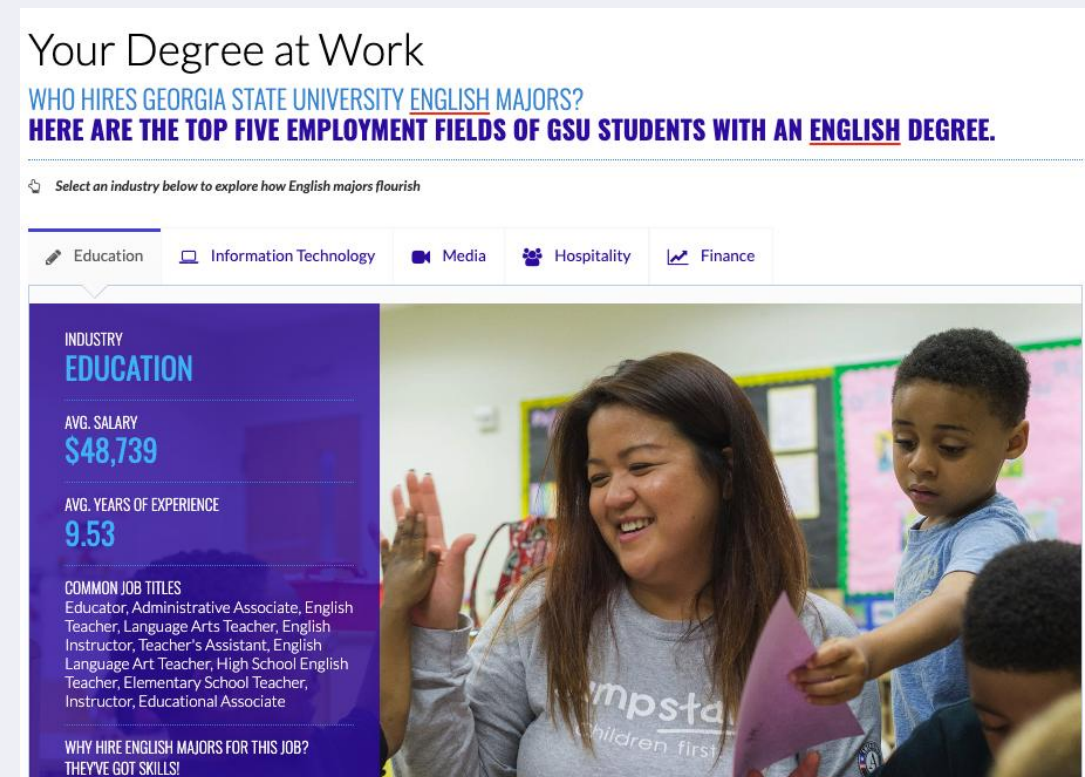 Your Degree at Work
WHO HIRES GEORGIA STATE UNIVERSITY ENGLISH MAJORS?
HERE ARE THE TOP FIVE EMPLOYMENT FIELDS OF GSU STUDENTS WITH AN ENGLISH DEGREE.
Select an industry below to explore how English majors flourish
Education Information Technology Media Hospitality Finance
INDUSTRY
EDUCATION
AVG. SALARY
$48,739
AVG. YEARS OF EXPERIENCE
9.53
COMMON JOB TITLES
Educator, Administrative Associate, English
Teacher, Language Arts Teacher, English
Instructor, Teacher's Assistant, English
Language Art Teacher, High School English
Teacher, Elementary School Teacher,
Instructor, Educational Associate
WHY HIRE ENGLISH MAJORS FOR THIS JOB?
THEY'VE GOT SKILLS!
children first